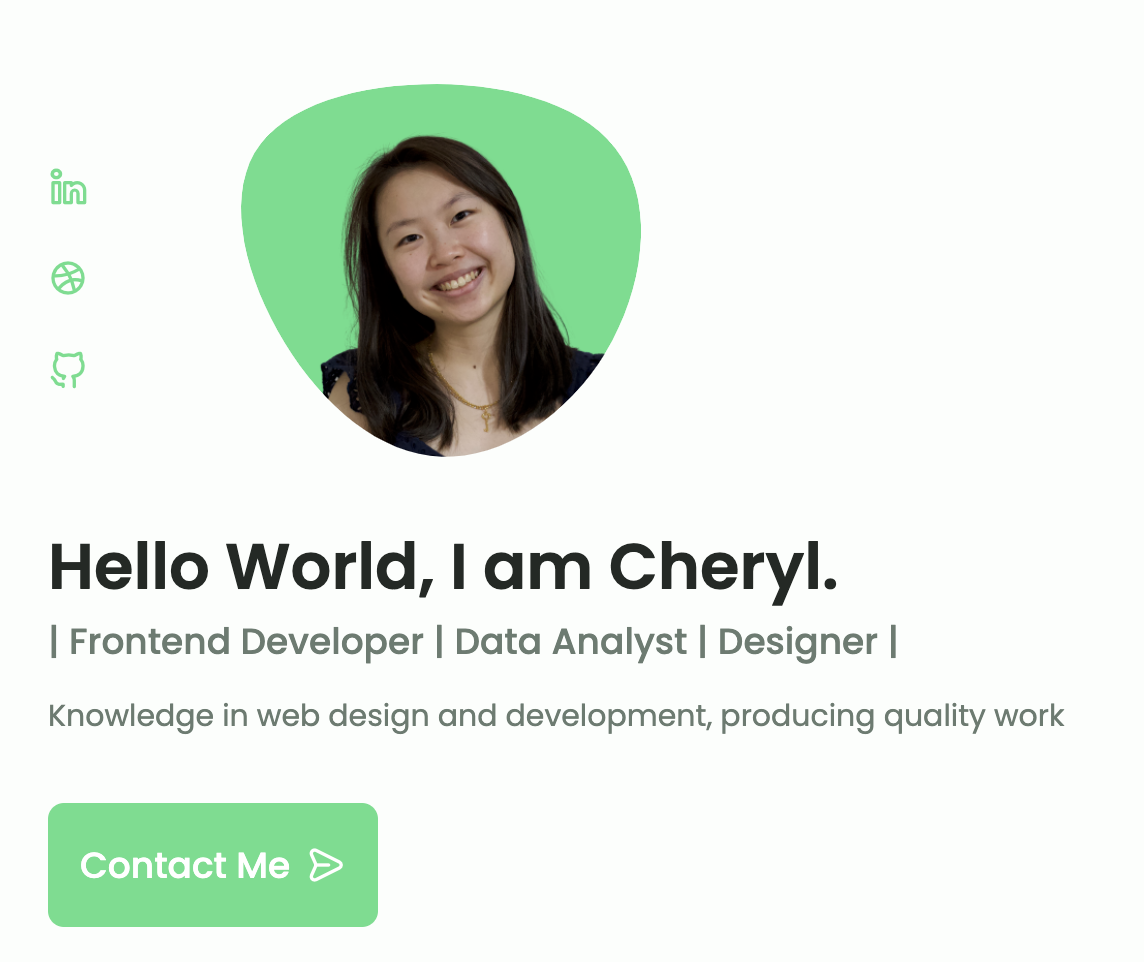 Hello World, I am Cheryl.
| Frontend Developer | Data Analyst | Designer |
Knowledge in web design and development, producing quality work
Contact Me